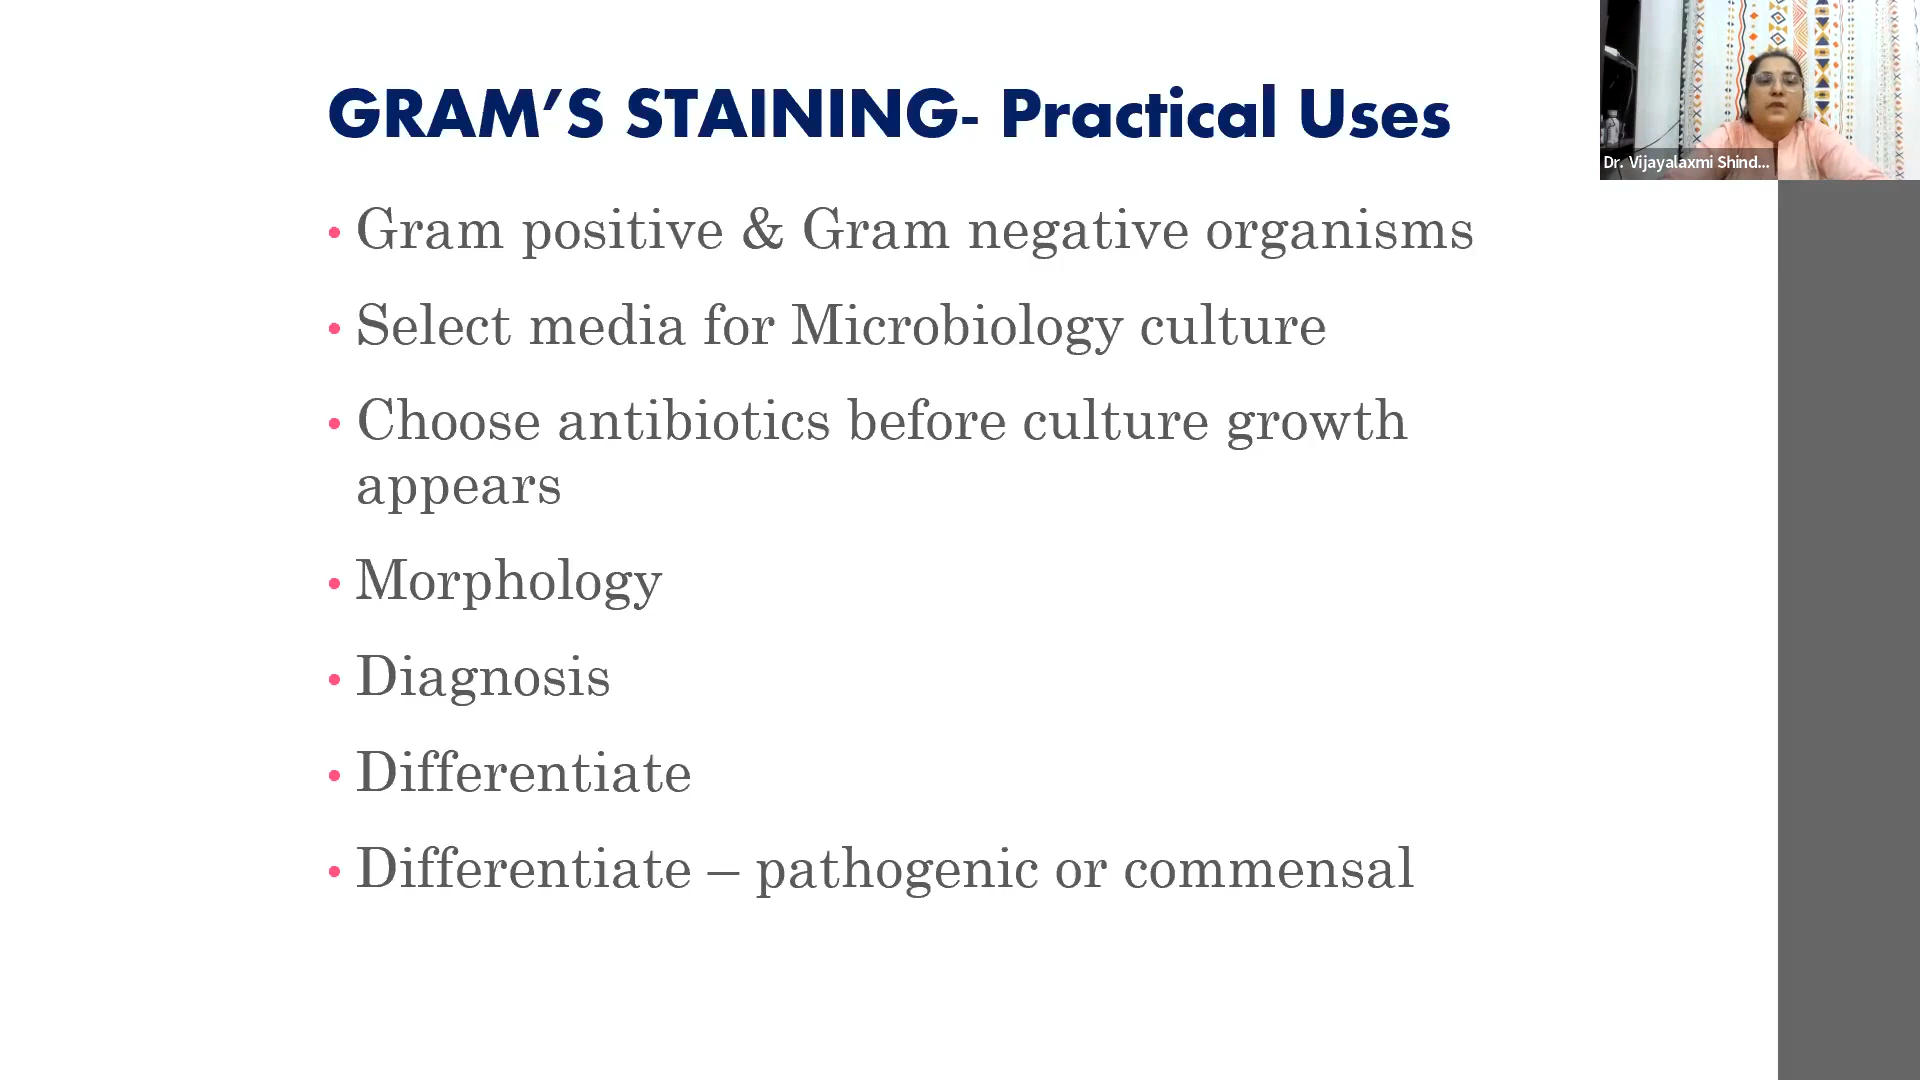 GRAM’S STAINING- Practical Uses
Dr. Vijayalaxmi Shind...
• Gram positive & Gram negative organisms
• Select media for Microbiology culture
• Choose antibiotics before culture growth
appears
• Morphology
• Diagnosis
• Differentiate
• Differentiate – pathogenic or commensal